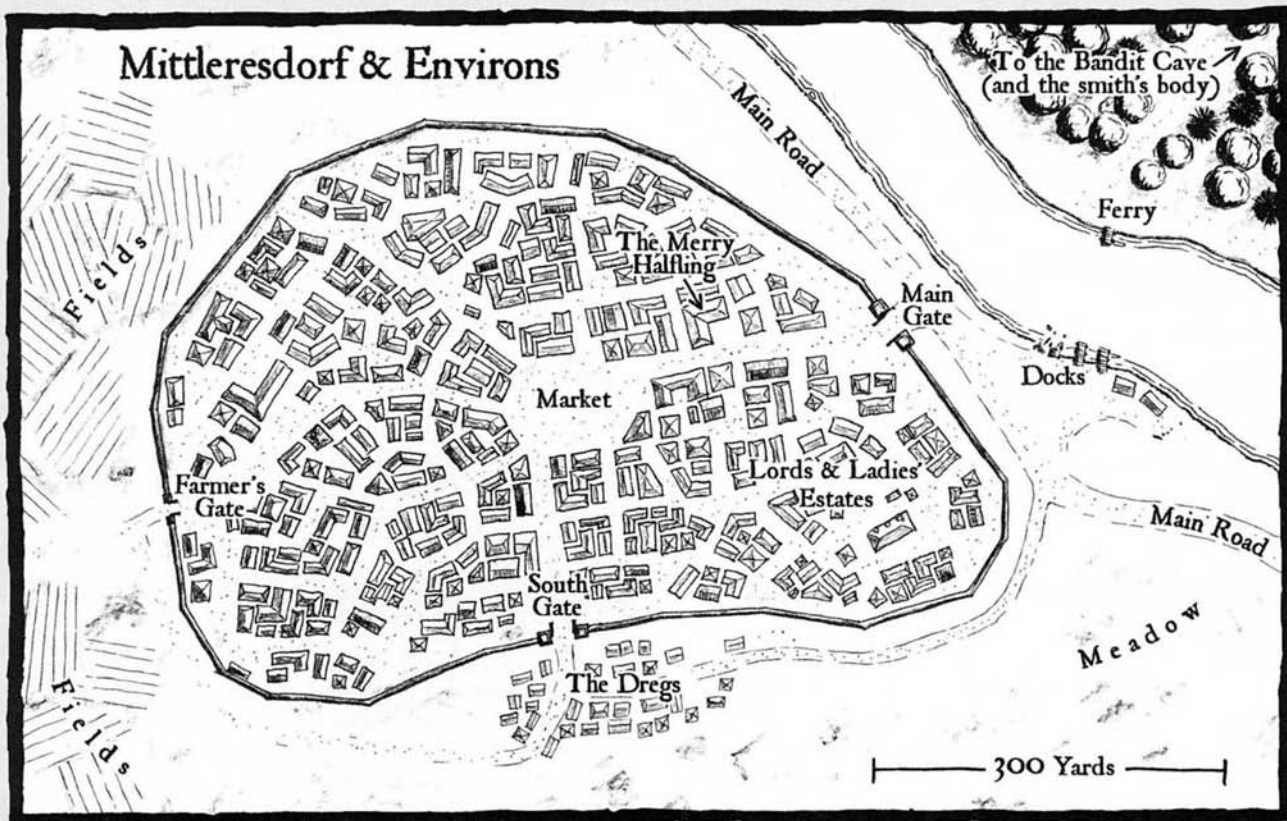 Mittleresdorf & Environs
To the Bandit Cave
(and the smith's body)
Main Road
Fields
Ferry
The Merry
Halfling
Main
Gate
Docks
Market
Lords & Ladies'
Estates
Farmer's
Gate
Main Road
South
Gate
Meadow
The Dregs
Fields
300 Yards